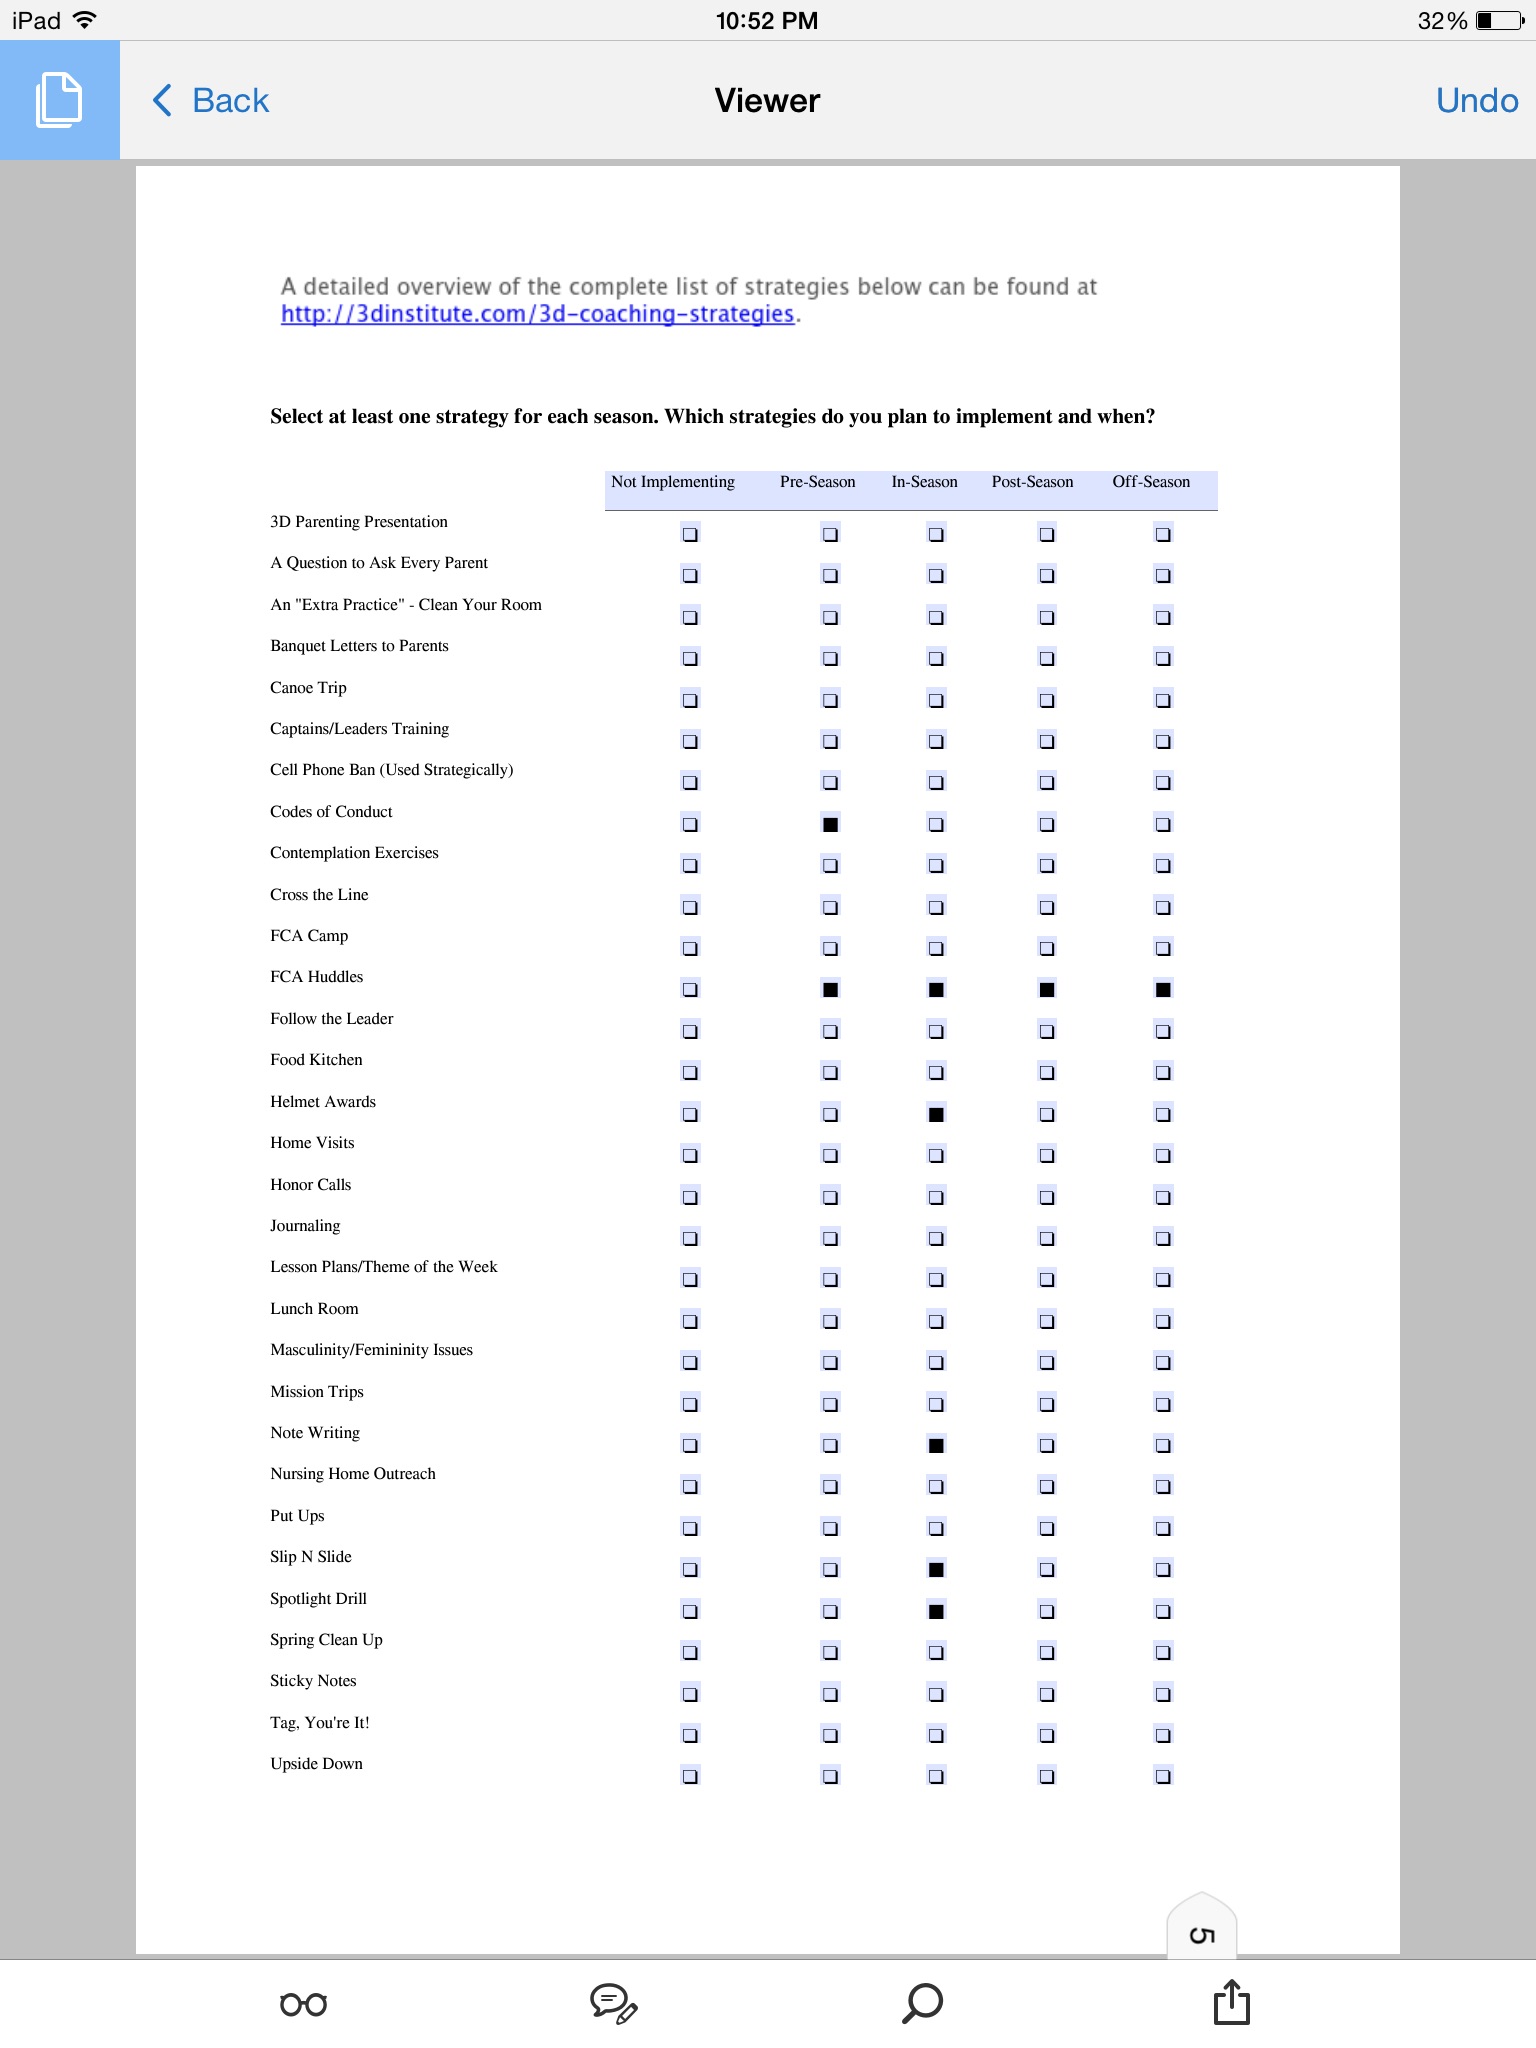 iPad 10:52 PM 32%
Back Viewer Undo
A detailed overview of the complete list of strategies below can be found at
http://3dinstitute.com/3d-coaching-strategies.
Select at least one strategy for each season. Which strategies do you plan to implement and when?
Not Implementing Pre-Season In-Season Post-Season Off-Season
3D Parenting Presentation
A Question to Ask Every Parent
An "Extra Practice" - Clean Your Room
Banquet Letters to Parents
Canoe Trip
Captains/Leaders Training
Cell Phone Ban (Used Strategically)
Codes of Conduct
Contemplation Exercises
Cross the Line
FCA Camp
FCA Huddles
Follow the Leader
Food Kitchen
Helmet Awards
Home Visits
Honor Calls
Journaling
Lesson Plans/Theme of the Week
Lunch Room
Masculinity/Femininity Issues
Mission Trips
Note Writing
Nursing Home Outreach
Put Ups
Slip N Slide
Spotlight Drill
Spring Clean Up
Sticky Notes
Tag, You're It!
Upside Down
5